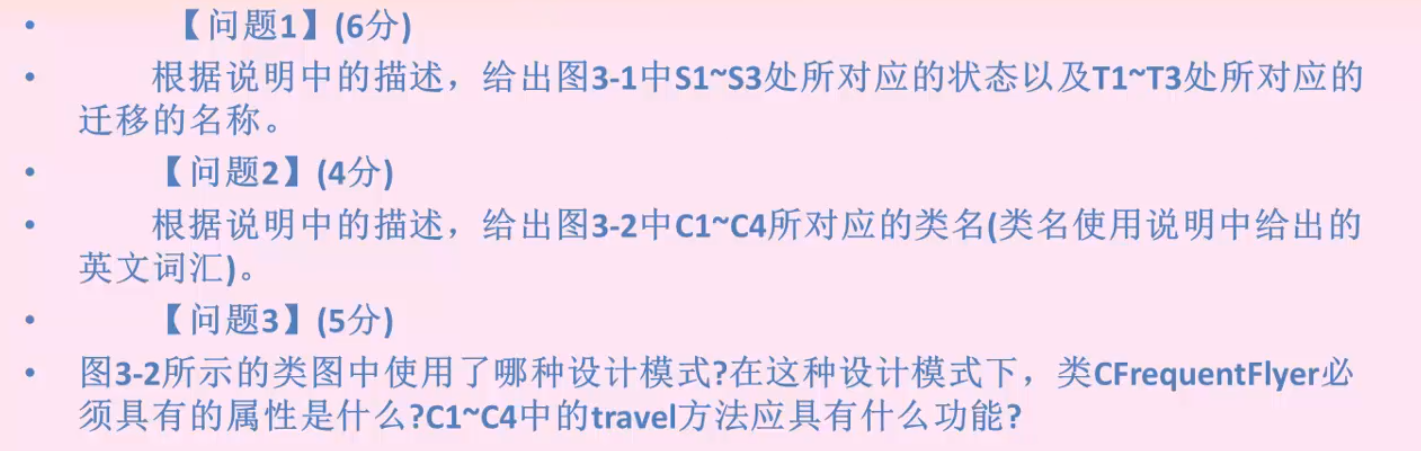 • 【问题1】(6分)
• 根据说明中的描述，给出图3-1中S1~S3处所对应的状态以及T1~T3处所对应的
迁移的名称。
• 【问题2】(4分)
• 根据说明中的描述，给出图3-2中C1~C4所对应的类名(类名使用说明中给出的
英文词汇)。
• 【问题3】(5分)
• 图3-2所示的类图中使用了哪种设计模式?在这种设计模式下，类CFrequentFlyer必
须具有的属性是什么?C1~C4中的travel方法应具有什么功能?